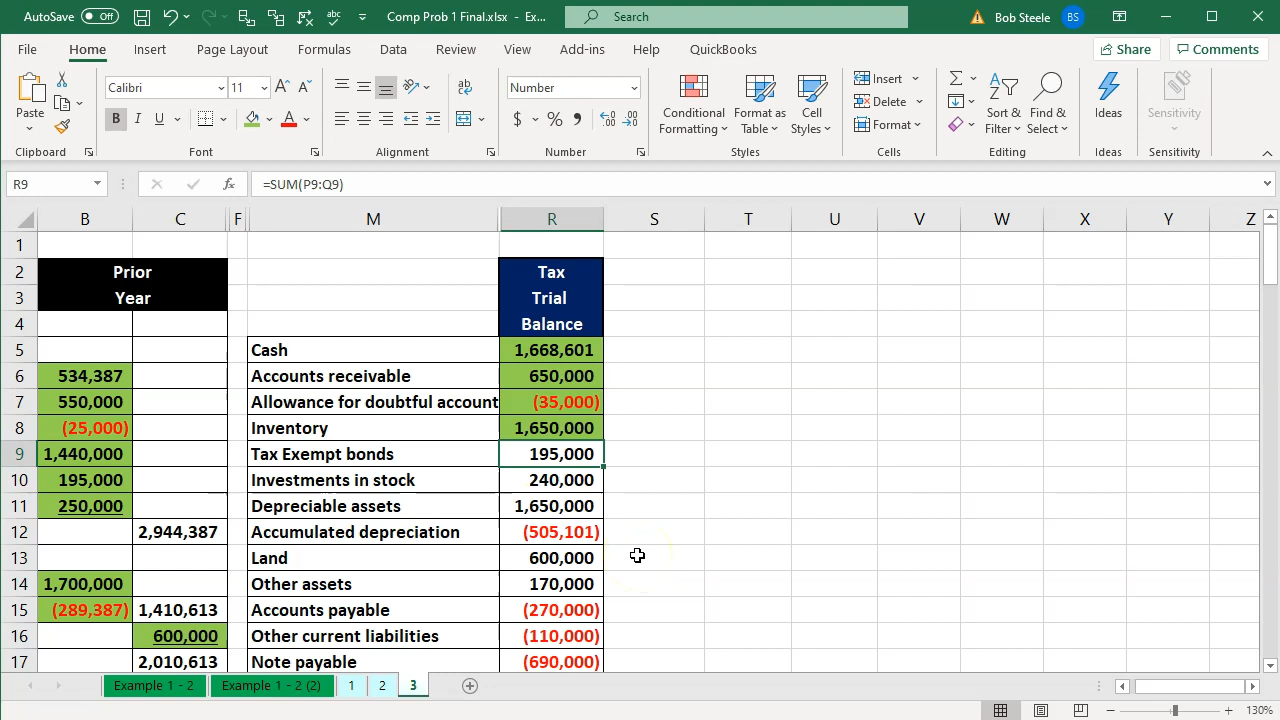 AutoSave Off abc Comp Prob 1 Final.xlsx - Ex... Search Bob Steele BS
File Home Insert Page Layout Formulas Data Review View Add-ins Help QuickBooks Share Comments
Paste Calibri 11 Number Conditional Formatting Format as Table Cell Styles Insert Delete Format Sort & Filter Find & Select Ideas Sensitivity
B I U A $ %
Clipboard Font Alignment Number Styles Cells Editing Ideas Sensitivity
R9 fx =SUM(P9:Q9)
B C F M R S T U V W X Y Z
1
2 Prior Tax
3 Year Trial
4 Balance
5 Cash 1,668,601
6 534,387 Accounts receivable 650,000
7 550,000 Allowance for doubtful account (35,000)
8 (25,000) Inventory 1,650,000
9 1,440,000 Tax Exempt bonds 195,000
10 195,000 Investments in stock 240,000
11 250,000 Depreciable assets 1,650,000
12 2,944,387 Accumulated depreciation (505,101)
13 Land 600,000
14 1,700,000 Other assets 170,000
15 (289,387) 1,410,613 Accounts payable (270,000)
16 600,000 Other current liabilities (110,000)
17 2,010,613 Note payable (690,000)
Example 1 - 2 Example 1 - 2 (2) 1 2 3
130%